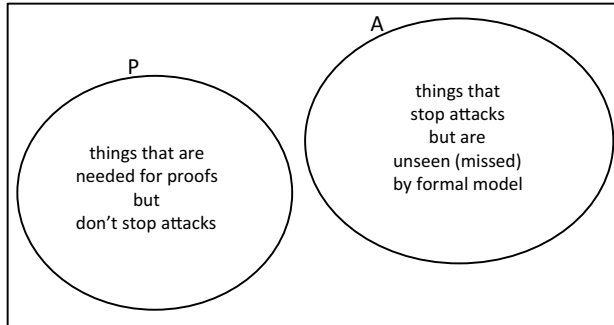 P
things that are
needed for proofs
but
don't stop attacks
A
things that
stop attacks
but are
unseen (missed)
by formal model